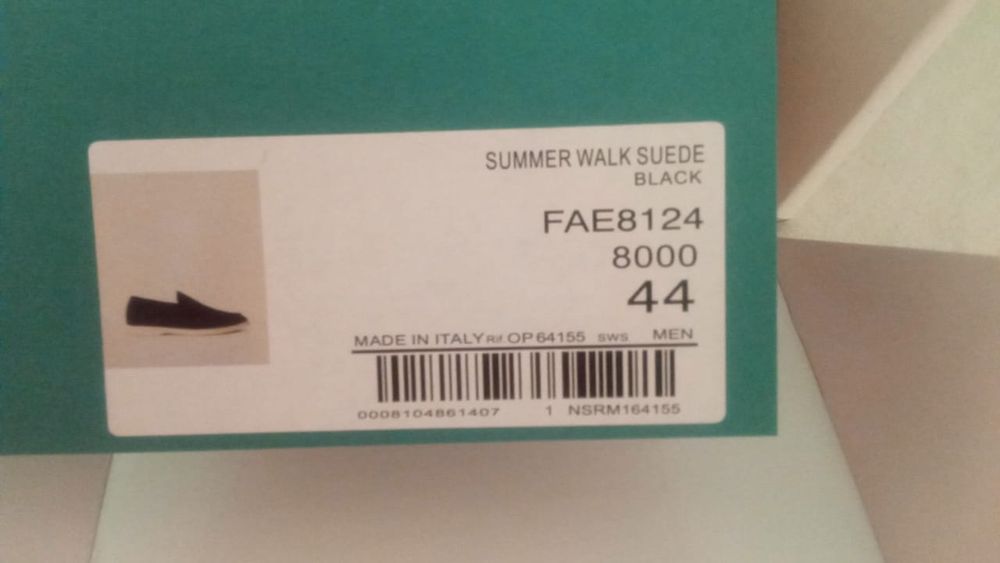 SUMMER WALK SUEDE
BLACK
FAE8124
8000
44
MADE IN ITALY Rif. OP 64155 SWS MEN
0008104861407 1 NSRM164155